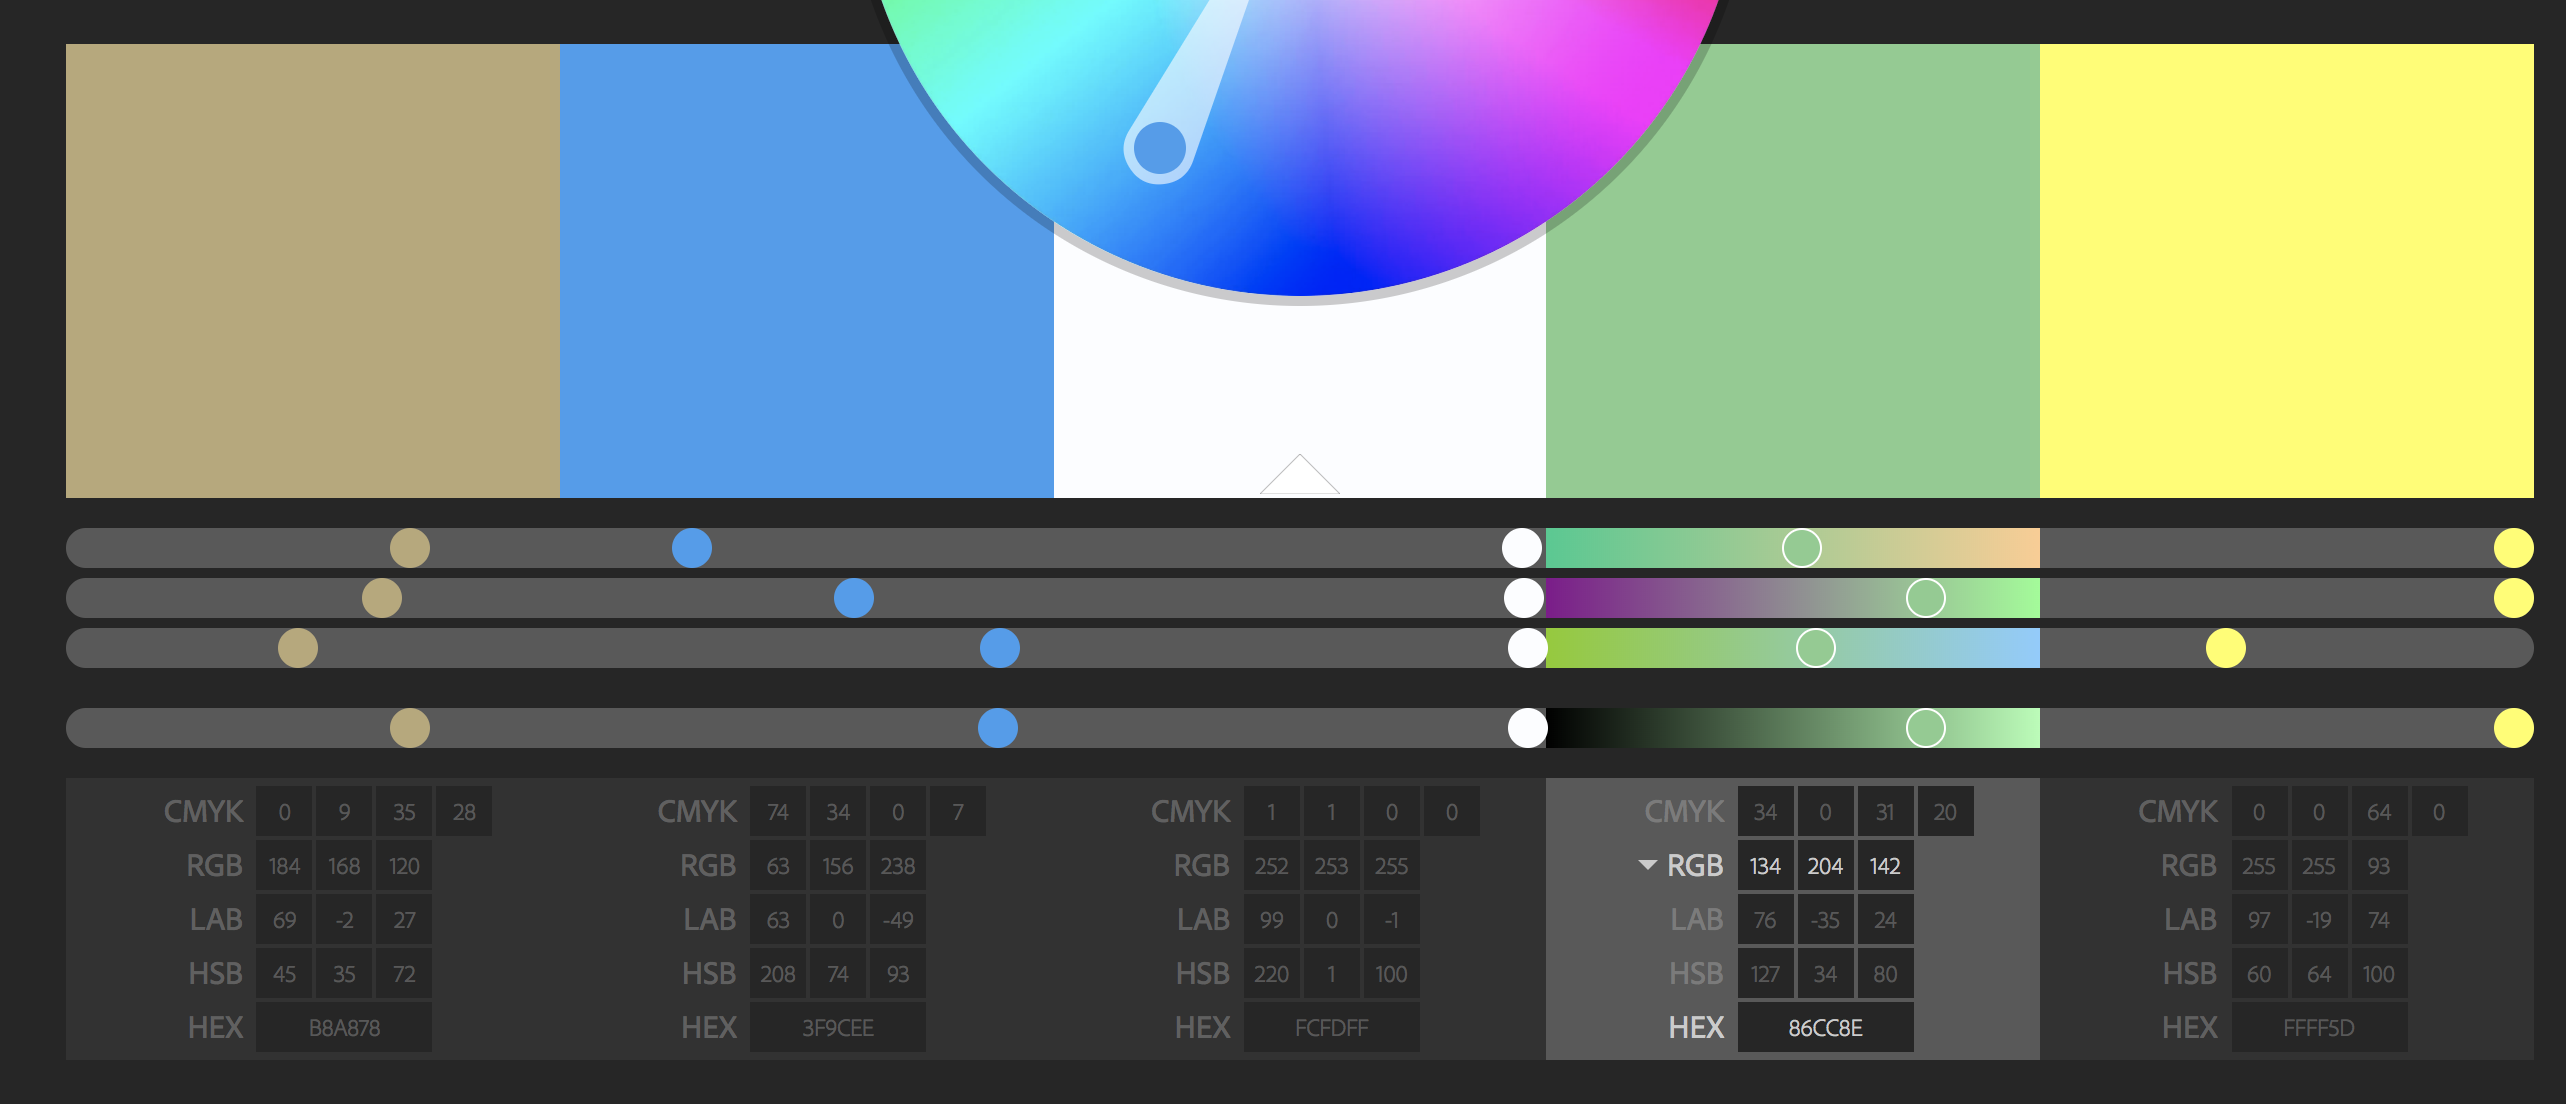 CMYK 0 9 35 28
RGB 184 168 120
LAB 69 -2 27
HSB 45 35 72
HEX B8A878
CMYK 74 34 0 7
RGB 63 156 238
LAB 63 0 -49
HSB 208 74 93
HEX 3F9CEE
CMYK 1 1 0 0
RGB 252 253 255
LAB 99 0 -1
HSB 220 1 100
HEX FCFDFF
CMYK 34 0 31 20
RGB 134 204 142
LAB 76 -35 24
HSB 127 34 80
HEX 86CC8E
CMYK 0 0 64 0
RGB 255 255 93
LAB 97 -19 74
HSB 60 64 100
HEX FFFF5D